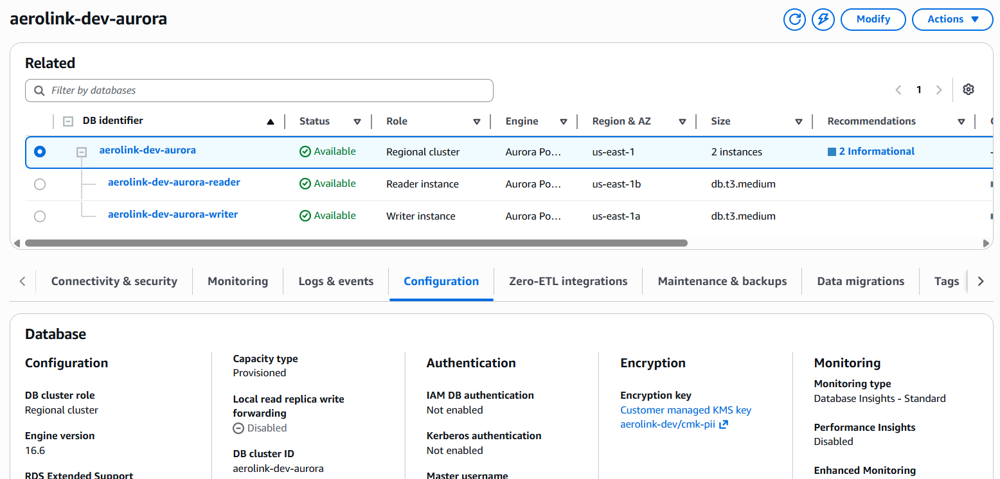 aerolink-dev-aurora
Modify
Actions
Related
Filter by databases
1
DB identifier Status Role Engine Region & AZ Size Recommendations
aerolink-dev-aurora Available Regional cluster Aurora Po... us-east-1 2 instances 2 Informational
aerolink-dev-aurora-reader Available Reader instance Aurora Po... us-east-1b db.t3.medium
aerolink-dev-aurora-writer Available Writer instance Aurora Po... us-east-1a db.t3.medium
Connectivity & security Monitoring Logs & events Configuration Zero-ETL integrations Maintenance & backups Data migrations Tags
Database
Configuration
DB cluster role
Regional cluster
Engine version
16.6
RDS Extended Support
Capacity type
Provisioned
Local read replica write
forwarding
Disabled
DB cluster ID
aerolink-dev-aurora
Authentication
IAM DB authentication
Not enabled
Kerberos authentication
Not enabled
Master username
Encryption
Encryption key
Customer managed KMS key
aerolink-dev/cmk-pii
Monitoring
Monitoring type
Database Insights - Standard
Performance Insights
Disabled
Enhanced Monitoring